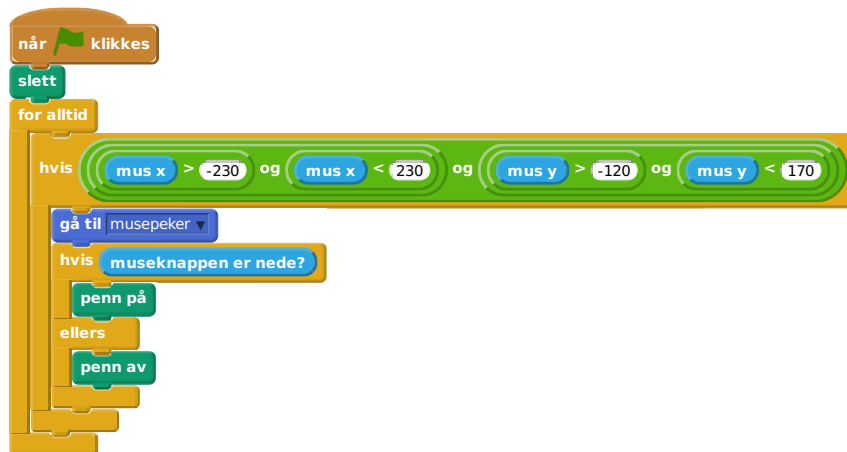 når klikkes
slett
for alltid
hvis mus x > -230 og mus x < 230 og mus y > -120 og mus y < 170
gå til musepeker
hvis museknappen er nede?
penn på
ellers
penn av